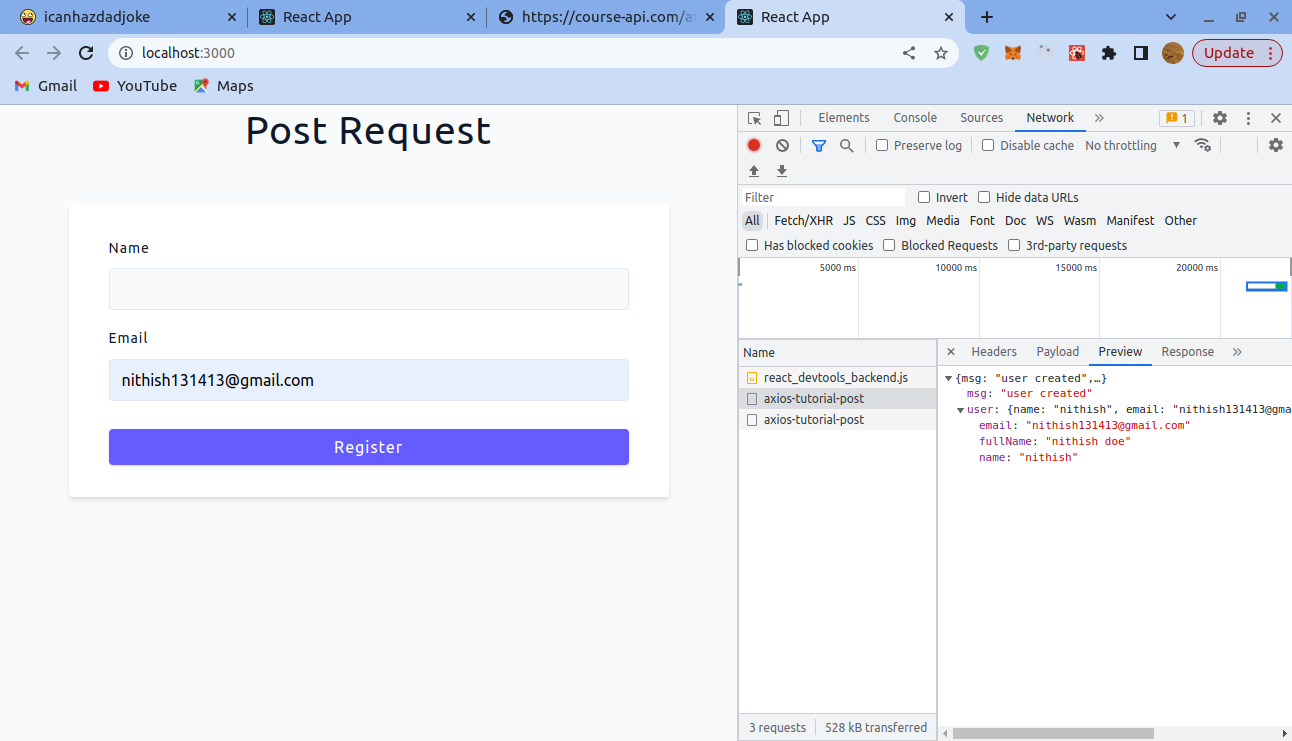 icanhazdadjoke
React App
https://course-api.com/ax
React App
localhost:3000
Update
Gmail
YouTube
Maps
Post Request
Name
Email
nithish131413@gmail.com
Register
Elements Console Sources Network » 1
Preserve log Disable cache No throttling
Filter Invert Hide data URLs
All Fetch/XHR JS CSS Img Media Font Doc WS Wasm Manifest Other
Has blocked cookies Blocked Requests 3rd-party requests
5000 ms 10000 ms 15000 ms 20000 ms
Name
react_devtools_backend.js
axios-tutorial-post
axios-tutorial-post
3 requests 528 kB transferred
Headers Payload Preview Response »
{msg: "user created",…}
msg: "user created"
user: {name: "nithish", email: "nithish131413@gma
email: "nithish131413@gmail.com"
fullName: "nithish doe"
name: "nithish"